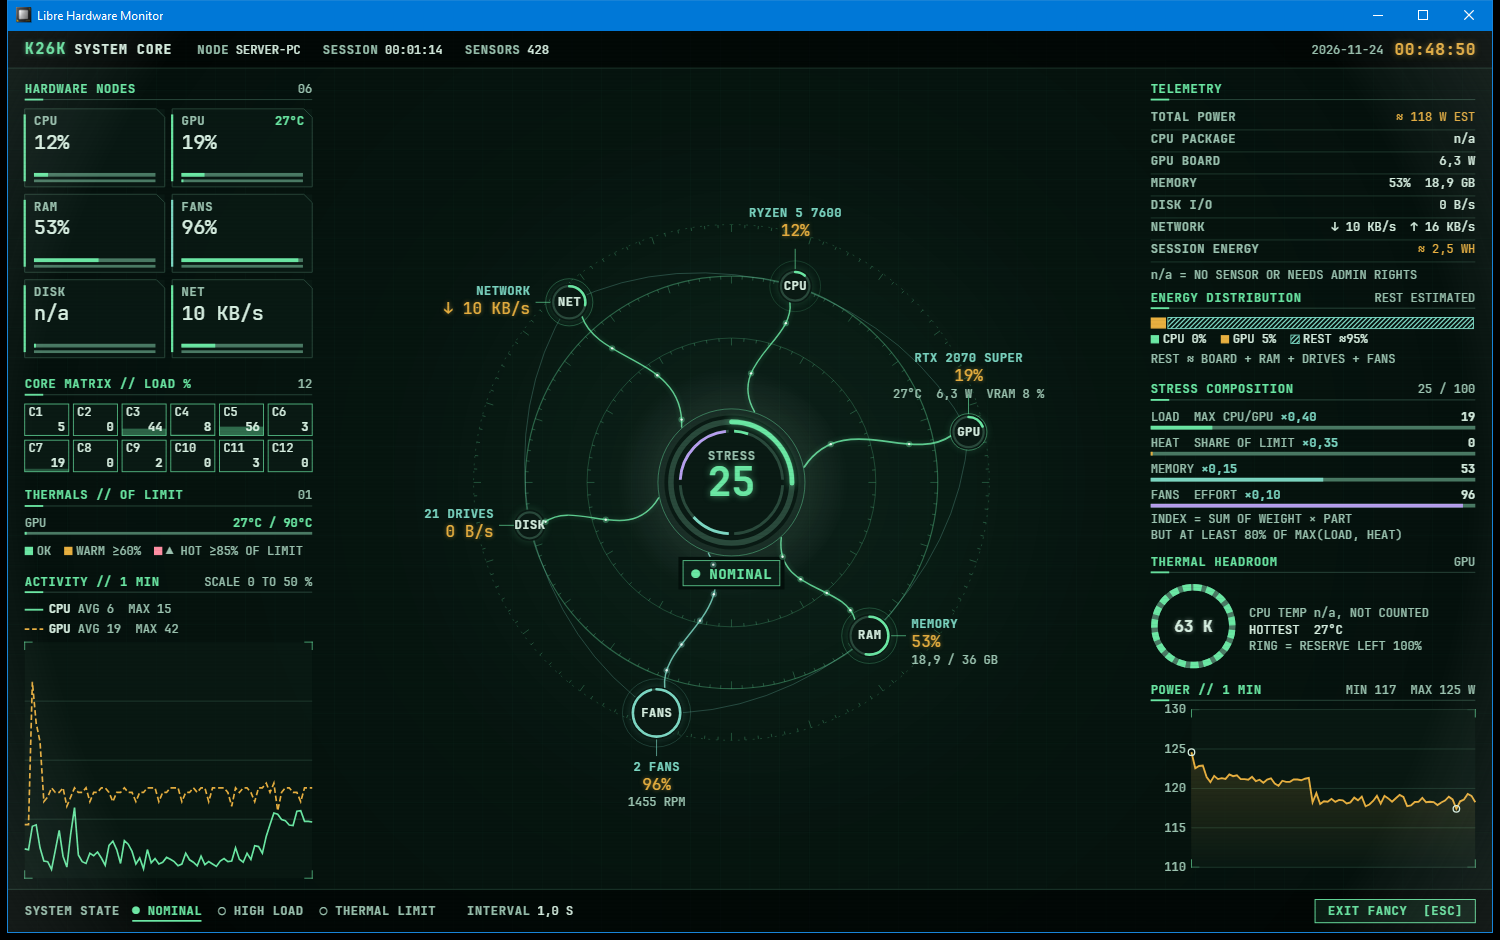 Libre Hardware Monitor
K26K SYSTEM CORE NODE SERVER-PC SESSION 00:01:14 SENSORS 428 2026-11-24 00:48:50
HARDWARE NODES 06
CPU
12%
GPU 27°C
19%
RAM
53%
FANS
96%
DISK
n/a
NET
10 KB/s
CORE MATRIX // LOAD % 12
C1 5
C2 0
C3 44
C4 8
C5 56
C6 3
C7 19
C8 0
C9 2
C10 0
C11 3
C12 0
THERMALS // OF LIMIT 01
GPU 27°C / 90°C
OK WARM ≥60% ▲ HOT ≥85% OF LIMIT
ACTIVITY // 1 MIN SCALE 0 TO 50 %
CPU AVG 6 MAX 15
GPU AVG 19 MAX 42
RYZEN 5 7600
12%
CPU
NETWORK
↓ 10 KB/s
NET
RTX 2070 SUPER
19%
27°C 6,3 W VRAM 8 %
GPU
STRESS
25
21 DRIVES
0 B/s
DISK
● NOMINAL
MEMORY
53%
18,9 / 36 GB
RAM
FANS
2 FANS
96%
1455 RPM
TELEMETRY
TOTAL POWER ≈ 118 W EST
CPU PACKAGE n/a
GPU BOARD 6,3 W
MEMORY 53% 18,9 GB
DISK I/O 0 B/s
NETWORK ↓ 10 KB/s ↑ 16 KB/s
SESSION ENERGY ≈ 2,5 WH
n/a = NO SENSOR OR NEEDS ADMIN RIGHTS
ENERGY DISTRIBUTION REST ESTIMATED
CPU 0% GPU 5% REST ≈95%
REST ≈ BOARD + RAM + DRIVES + FANS
STRESS COMPOSITION 25 / 100
LOAD MAX CPU/GPU ×0,40 19
HEAT SHARE OF LIMIT ×0,35 0
MEMORY ×0,15 53
FANS EFFORT ×0,10 96
INDEX = SUM OF WEIGHT × PART
BUT AT LEAST 80% OF MAX(LOAD, HEAT)
THERMAL HEADROOM GPU
63 K
CPU TEMP n/a, NOT COUNTED
HOTTEST 27°C
RING = RESERVE LEFT 100%
POWER // 1 MIN MIN 117 MAX 125 W
130
125
120
115
110
SYSTEM STATE ● NOMINAL ○ HIGH LOAD ○ THERMAL LIMIT INTERVAL 1,0 S
EXIT FANCY [ESC]